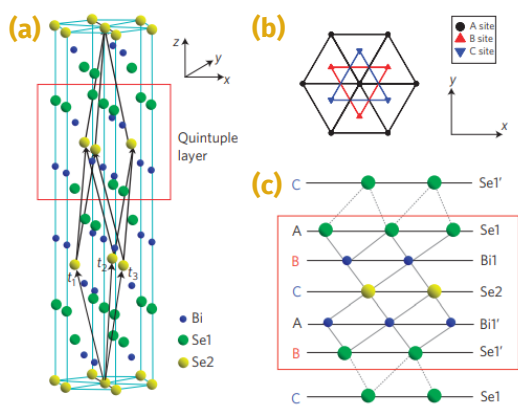 (a)
z
y
x
Quintuple
layer
t1
t2
t3
Bi
Se1
Se2
(b)
A site
B site
C site
y
x
(c)
C Se1′
A Se1
B Bi1
C Se2
A Bi1′
B Se1′
C Se1